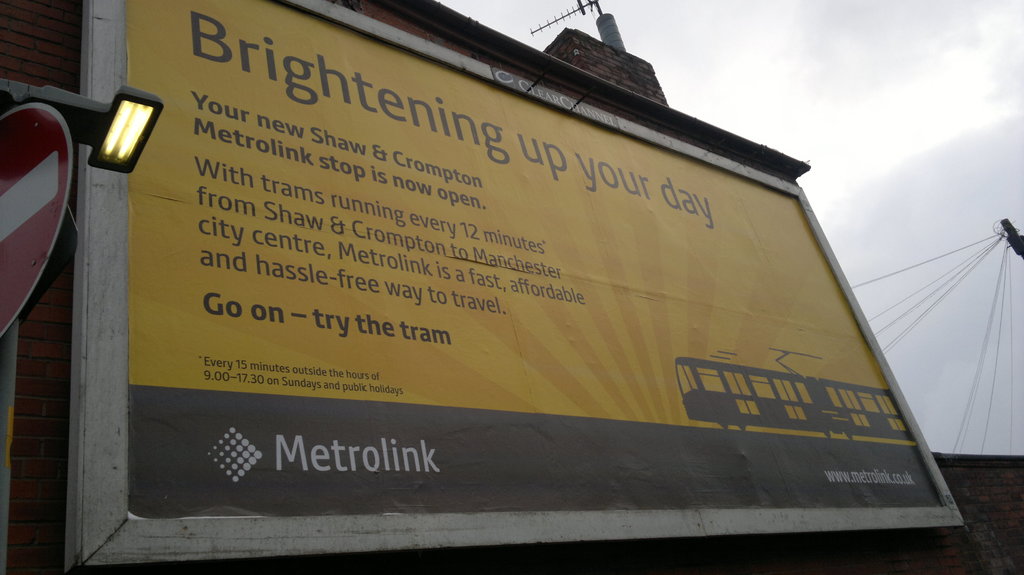 CLEARCHANNEL
Brightening up your day
Your new Shaw & Crompton
Metrolink stop is now open.
With trams running every 12 minutes*
from Shaw & Crompton to Manchester
city centre, Metrolink is a fast, affordable
and hassle-free way to travel.
Go on – try the tram
*Every 15 minutes outside the hours of
9.00–17.30 on Sundays and public holidays
Metrolink
www.metrolink.co.uk